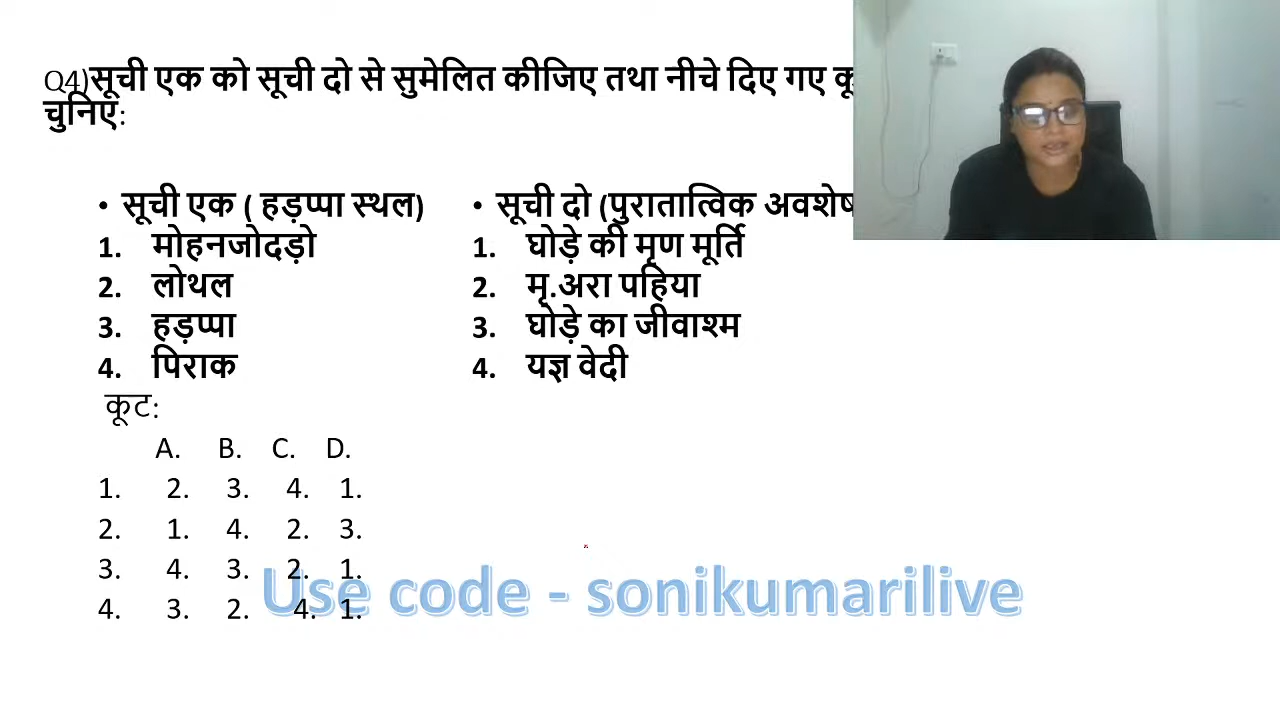 Q4)सूची एक को सूची दो से सुमेलित कीजिए तथा नीचे दिए गए
चुनिए:
• सूची एक ( हड़प्पा स्थल)
1. मोहनजोदड़ो
2. लोथल
3. हड़प्पा
4. पिराक
• सूची दो (पुरातात्विक अवशेष
1. घोड़े की मृण मूर्ति
2. मृ.अरा पहिया
3. घोड़े का जीवाश्म
4. यज्ञ वेदी
कूट:
A. B. C. D.
1. 2. 3. 4. 1.
2. 1. 4. 2. 3.
3. 4. 3. 2. 1.
4. 3. 2. 4. 1.
Use code - sonikumarilive